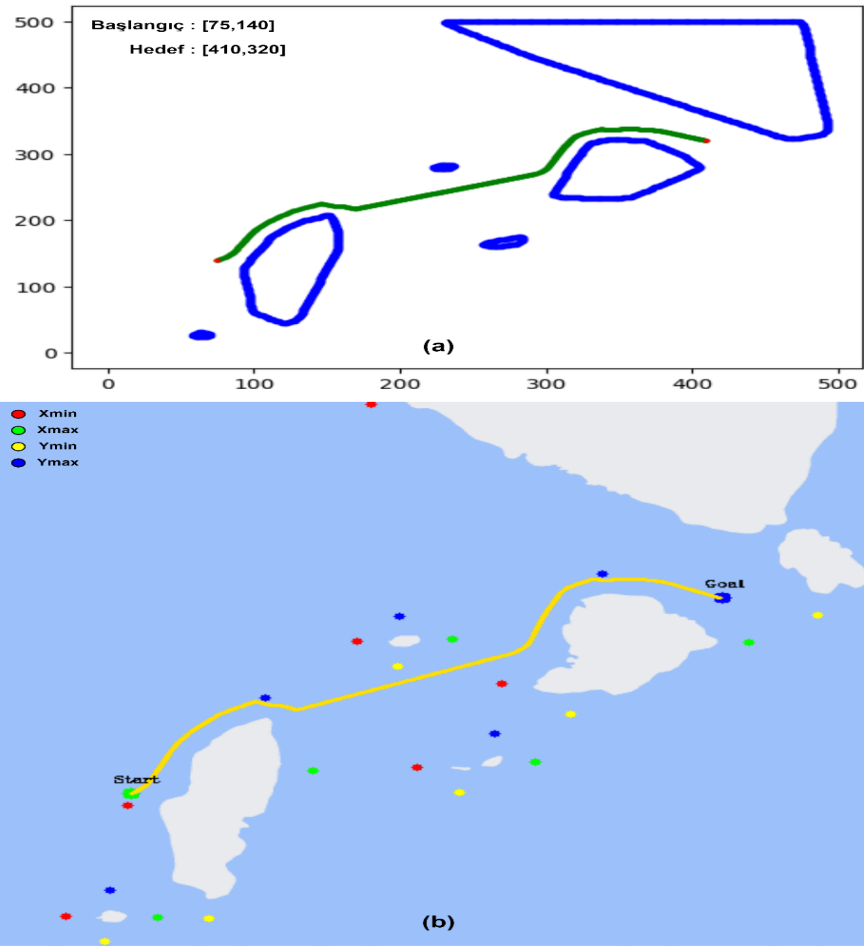 500
Başlangıç : [75,140]
Hedef : [410,320]
400
300
200
100
0
(a)
0 100 200 300 400 500
Xmin
Xmax
Ymin
Ymax
Goal
Start
(b)